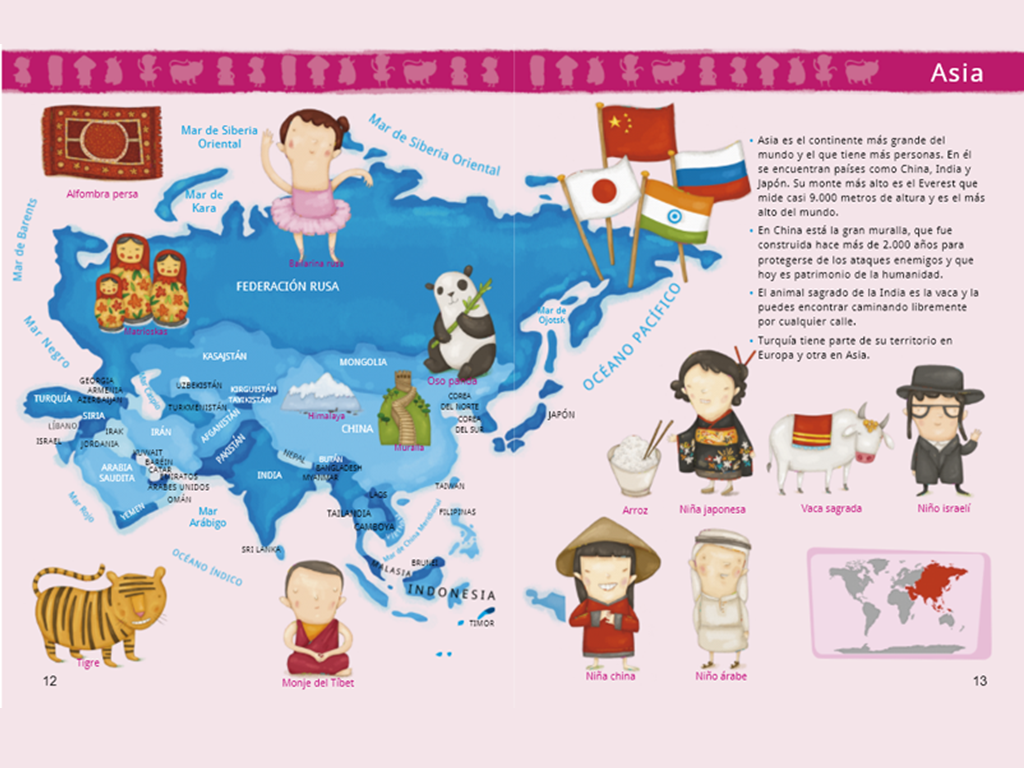 Asia
Alfombra persa
Mar de Siberia
Oriental
Mar de Siberia Oriental
Mar de
Kara
Mar de Barents
Bailarina rusa
FEDERACIÓN RUSA
Matrioskas
Mar Negro
Oso panda
Mar de
Ojotsk
OCÉANO PACÍFICO
KASAJSTÁN
MONGOLIA
GEORGIA
ARMENIA
AZERBAIJÁN
Mar Caspio
UZBEKISTÁN
KIRGUISTÁN
TAYIKISTÁN
TURKMENISTÁN
Himalaya
COREA
DEL NORTE
COREA
DEL SUR
JAPÓN
TURQUÍA
SIRIA
LÍBANO
ISRAEL
IRAK
JORDANIA
IRÁN
AFGANISTÁN
PAKISTÁN
CHINA
Muralla
KUWAIT
BARÉIN
CATAR
EMIRATOS
ÁRABES UNIDOS
OMÁN
ARABIA
SAUDITA
YEMEN
Mar Rojo
Mar
Arábigo
INDIA
NEPAL
BUTÁN
BANGLADESH
MYANMAR
LAOS
TAILANDIA
CAMBOYA
TAIWAN
FILIPINAS
Mar de China Meridional
SRI LANKA
OCÉANO ÍNDICO
MALASIA
BRUNEI
INDONESIA
TIMOR
Tigre
Monje del Tíbet
12
• Asia es el continente más grande del
mundo y el que tiene más personas. En él
se encuentran países como China, India y
Japón. Su monte más alto es el Everest que
mide casi 9.000 metros de altura y es el más
alto del mundo.
• En China está la gran muralla, que fue
construida hace más de 2.000 años para
protegerse de los ataques enemigos y que
hoy es patrimonio de la humanidad.
• El animal sagrado de la India es la vaca y la
puedes encontrar caminando libremente
por cualquier calle.
• Turquía tiene parte de su territorio en
Europa y otra en Asia.
Arroz
Niña japonesa
Vaca sagrada
Niño israelí
Niña china
Niño árabe
13